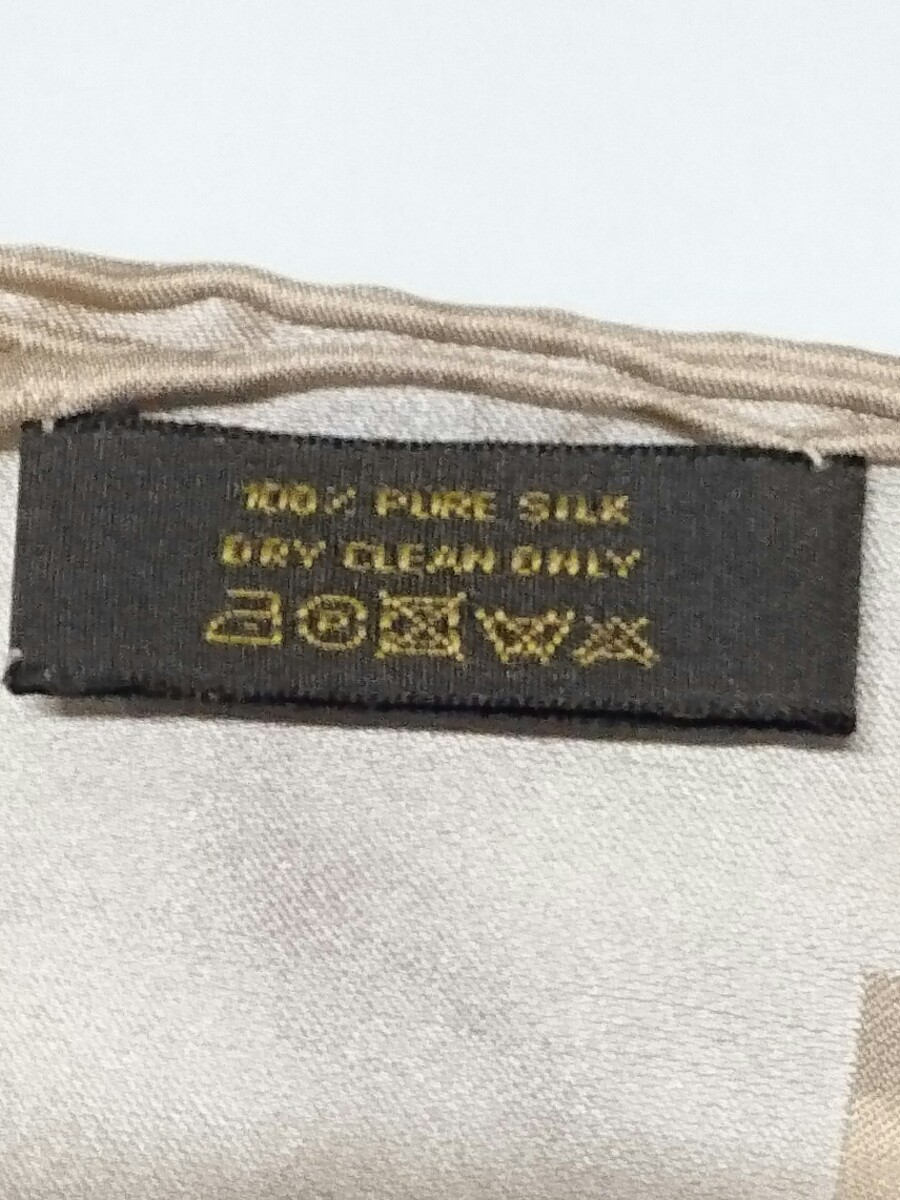 100% PURE SILK
DRY CLEAN ONLY
P